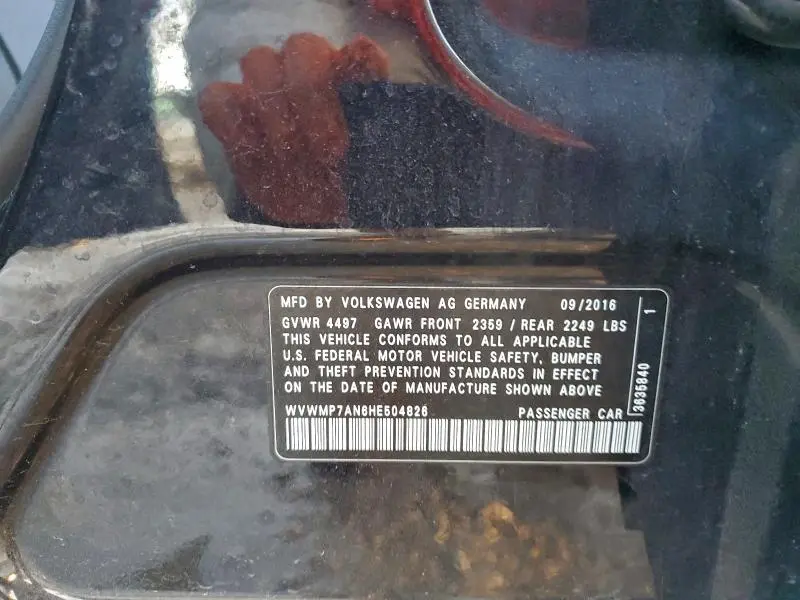 MFD BY VOLKSWAGEN AG GERMANY 09/2016
GVWR 4497 GAWR FRONT 2359 / REAR 2249 LBS
THIS VEHICLE CONFORMS TO ALL APPLICABLE
U.S. FEDERAL MOTOR VEHICLE SAFETY, BUMPER
AND THEFT PREVENTION STANDARDS IN EFFECT
ON THE DATE OF MANUFACTURE SHOWN ABOVE
WVWMP7AN6HE504826 PASSENGER CAR
3635840 1